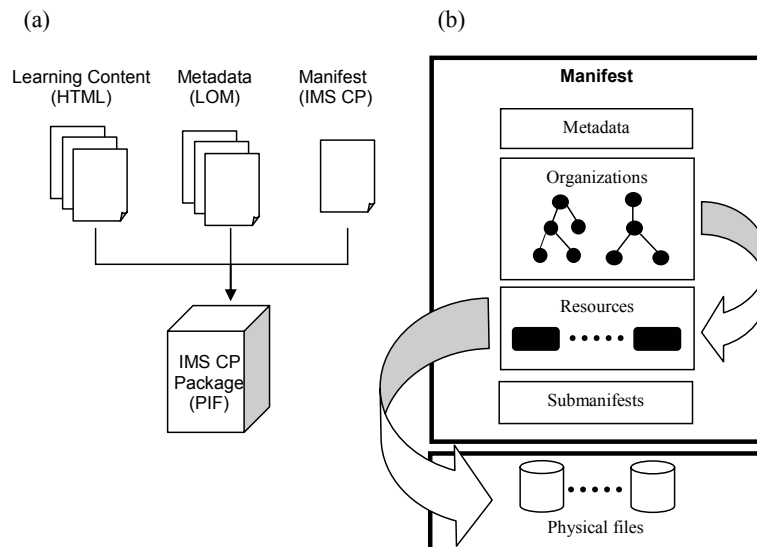 (a)
Learning Content
(HTML)
Metadata
(LOM)
Manifest
(IMS CP)
IMS CP
Package
(PIF)
(b)
Manifest
Metadata
Organizations
Resources
Submanifests
Physical files